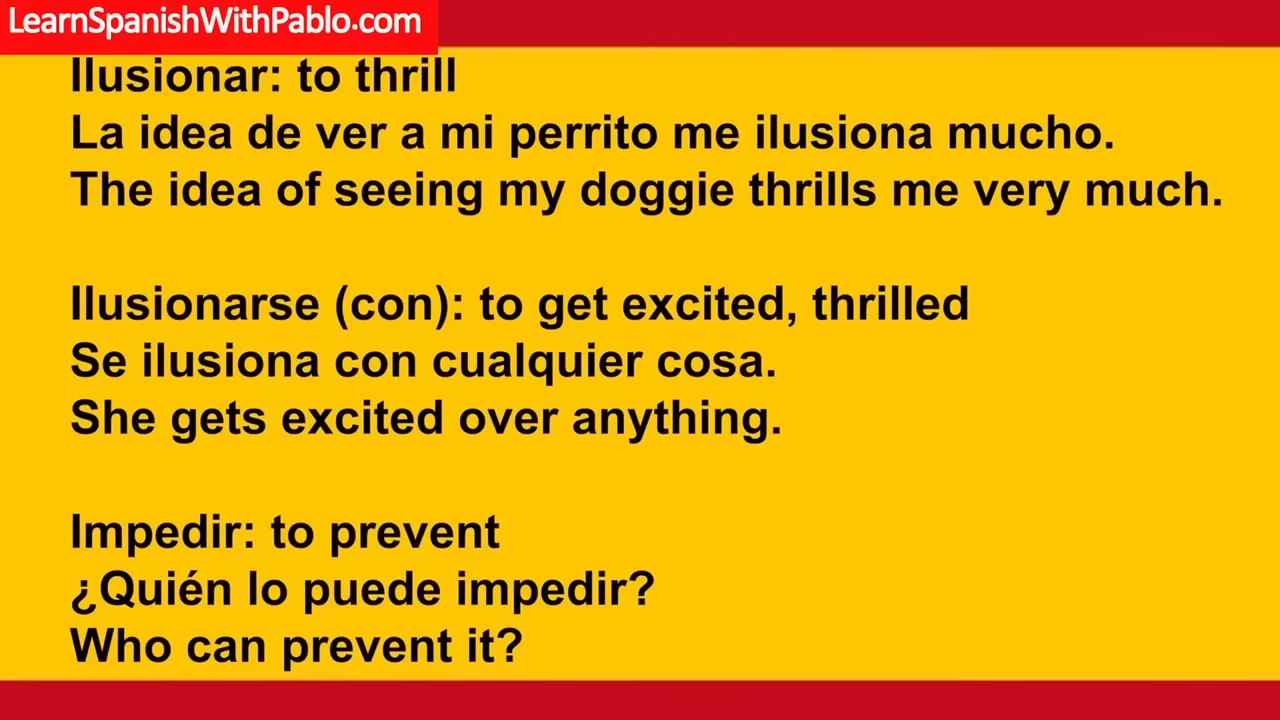 LearnSpanishWithPablo.com
Ilusionar: to thrill
La idea de ver a mi perrito me ilusiona mucho.
The idea of seeing my doggie thrills me very much.
Ilusionarse (con): to get excited, thrilled
Se ilusiona con cualquier cosa.
She gets excited over anything.
Impedir: to prevent
¿Quién lo puede impedir?
Who can prevent it?